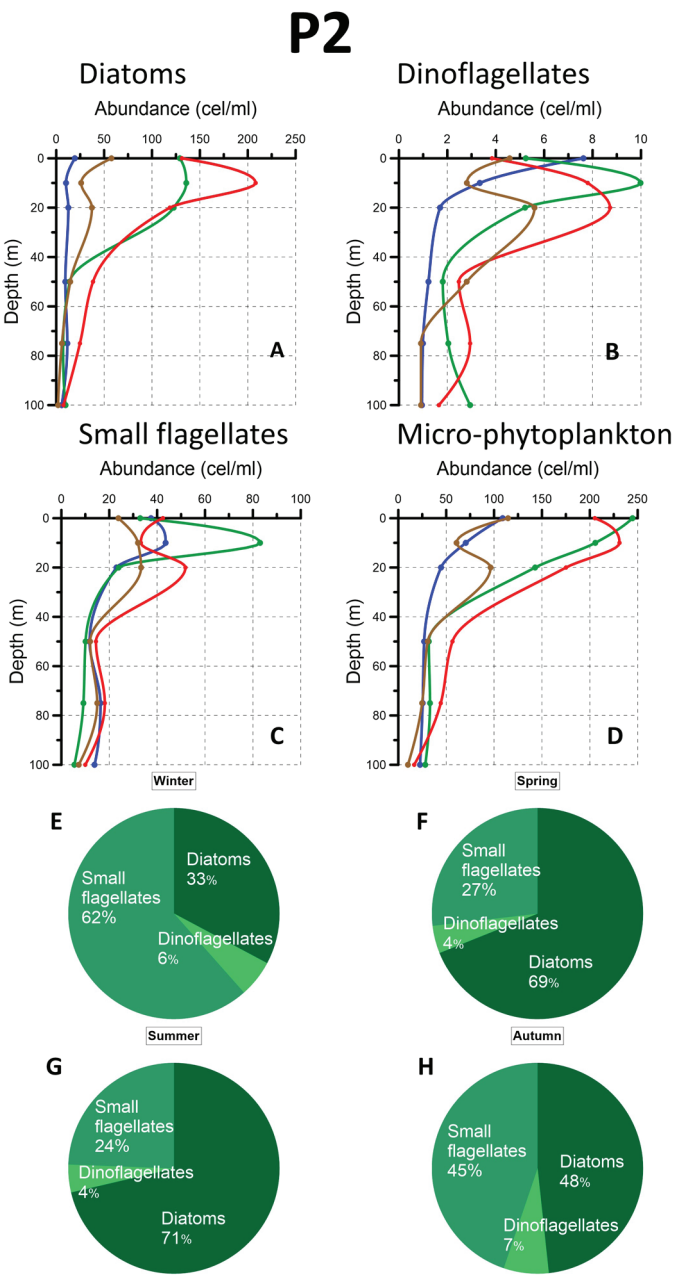 P2
Diatoms
Abundance (cel/ml)
0 50 100 150 200 250
0
20
40
60
80
100
Depth (m)
A
Dinoflagellates
Abundance (cel/ml)
0 2 4 6 8 10
0
20
40
60
80
100
Depth (m)
B
Small flagellates
Abundance (cel/ml)
0 20 40 60 80 100
0
20
40
60
80
100
Depth (m)
C
Micro-phytoplankton
Abundance (cel/ml)
0 50 100 150 200 250
0
20
40
60
80
100
Depth (m)
D
Winter
E
Diatoms
33%
Small
flagellates
62%
Dinoflagellates
6%
Spring
F
Small
flagellates
27%
Dinoflagellates
4%
Diatoms
69%
Summer
G
Small
flagellates
24%
Dinoflagellates
4%
Diatoms
71%
Autumn
H
Small
flagellates
45%
Diatoms
48%
Dinoflagellates
7%